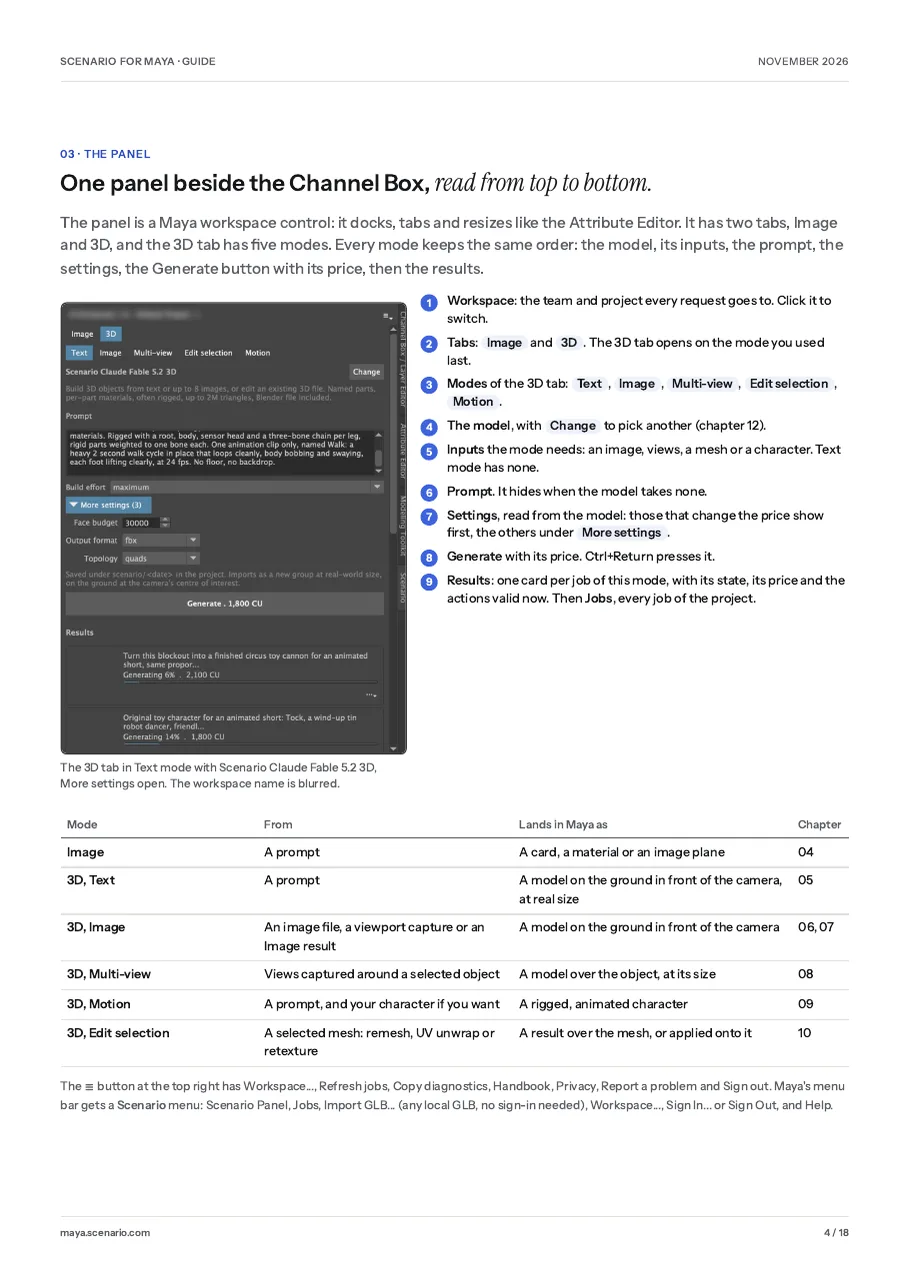 SCENARIO FOR MAYA · GUIDE
NOVEMBER 2026
03 · THE PANEL
One panel beside the Channel Box, read from top to bottom.
The panel is a Maya workspace control: it docks, tabs and resizes like the Attribute Editor. It has two tabs, Image
and 3D, and the 3D tab has five modes. Every mode keeps the same order: the model, its inputs, the prompt, the
settings, the Generate button with its price, then the results.
Image 3D
Text Image Multi-view Edit selection Motion
Scenario Claude Fable 5.2 3D Change
Build 3D objects from text or up to 8 images, or edit an existing 3D file. Named parts,
per-part materials, often rigged, up to 2M triangles, Blender file included.
Prompt
materials. Rigged with a root, body, sensor head and a three-bone chain per leg,
rigid parts weighted to one bone each. One animation clip only, named Walk: a
heavy 2 second walk cycle in place that loops cleanly, body bobbing and swaying,
each foot lifting clearly, at 24 fps. No floor, no backdrop.
Build effort maximum
More settings (3)
Face budget 30000
Output format fbx
Topology quads
Saved under scenario/<date> in the project. Imports as a new group at real-world size,
on the ground at the camera's centre of interest.
Generate . 1,800 CU
Results
Turn this blockout into a finished circus toy cannon for an animated
short, same propor...
Generating 6% . 2,100 CU
Original toy character for an animated short: Tock, a wind-up tin
robot dancer, friendl...
Generating 14% . 1,800 CU
Channel Box / Layer Editor
Attribute Editor
Modeling Toolkit
Scenario
The 3D tab in Text mode with Scenario Claude Fable 5.2 3D,
More settings open. The workspace name is blurred.
1 Workspace: the team and project every request goes to. Click it to
switch.
2 Tabs: Image and 3D . The 3D tab opens on the mode you used
last.
3 Modes of the 3D tab: Text , Image , Multi-view , Edit selection ,
Motion .
4 The model, with Change to pick another (chapter 12).
5 Inputs the mode needs: an image, views, a mesh or a character. Text
mode has none.
6 Prompt. It hides when the model takes none.
7 Settings, read from the model: those that change the price show
first, the others under More settings .
8 Generate with its price. Ctrl+Return presses it.
9 Results: one card per job of this mode, with its state, its price and the
actions valid now. Then Jobs, every job of the project.
Mode From Lands in Maya as Chapter
Image A prompt A card, a material or an image plane 04
3D, Text A prompt A model on the ground in front of the camera, 05
at real size
3D, Image An image file, a viewport capture or an A model on the ground in front of the camera 06, 07
Image result
3D, Multi-view Views captured around a selected object A model over the object, at its size 08
3D, Motion A prompt, and your character if you want A rigged, animated character 09
3D, Edit selection A selected mesh: remesh, UV unwrap or A result over the mesh, or applied onto it 10
retexture
The ≡ button at the top right has Workspace..., Refresh jobs, Copy diagnostics, Handbook, Privacy, Report a problem and Sign out. Maya's menu
bar gets a Scenario menu: Scenario Panel, Jobs, Import GLB... (any local GLB, no sign-in needed), Workspace..., Sign In... or Sign Out, and Help.
maya.scenario.com
4 / 18